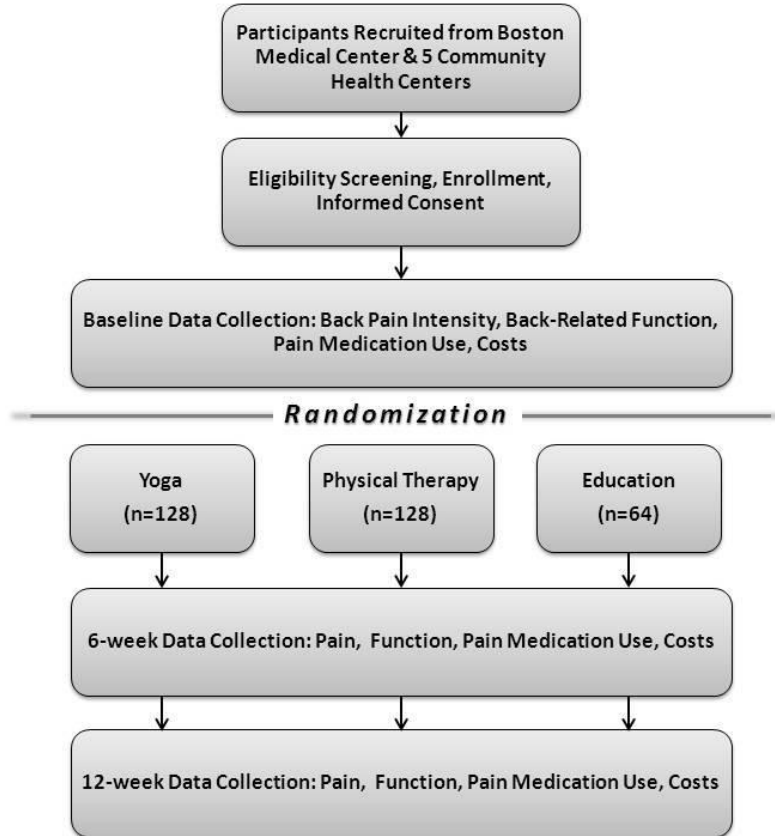 Participants Recruited from Boston
Medical Center & 5 Community
Health Centers
Eligibility Screening, Enrollment,
Informed Consent
Baseline Data Collection: Back Pain Intensity, Back-Related Function,
Pain Medication Use, Costs
Randomization
Yoga
(n=128)
Physical Therapy
(n=128)
Education
(n=64)
6-week Data Collection: Pain, Function, Pain Medication Use, Costs
12-week Data Collection: Pain, Function, Pain Medication Use, Costs